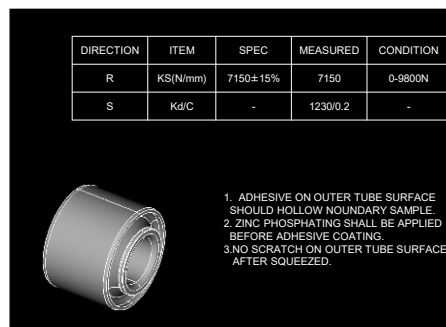 DIRECTION ITEM SPEC MEASURED CONDITION
R KS(N/mm) 7150±15% 7150 0-9800N
S Kd/C - 1230/0.2 -
1. ADHESIVE ON OUTER TUBE SURFACE
SHOULD HOLLOW NOUNDARY SAMPLE.
2. ZINC PHOSPHATING SHALL BE APPLIED
BEFORE ADHESIVE COATING.
3.NO SCRATCH ON OUTER TUBE SURFACE
AFTER SQUEEZED.